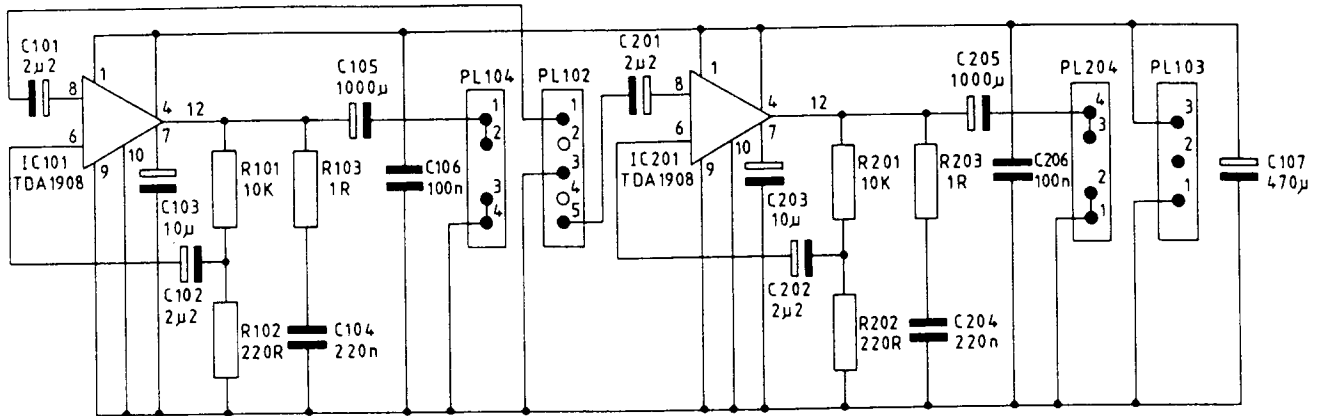 C101
2µ2
8
1
6
4
12
7
10
9
IC101
TDA1908
C103
10µ
C102
2µ2
R101
10K
R102
220R
R103
1R
C104
220n
C105
1000µ
C106
100n
PL104
1
2
3
4
PL102
1
2
3
4
5
C201
2µ2
8
1
6
4
12
7
10
9
IC201
TDA1908
C203
10µ
C202
2µ2
R201
10K
R202
220R
R203
1R
C204
220n
C205
1000µ
C206
100n
PL204
4
3
2
1
PL103
3
2
1
C107
470µ